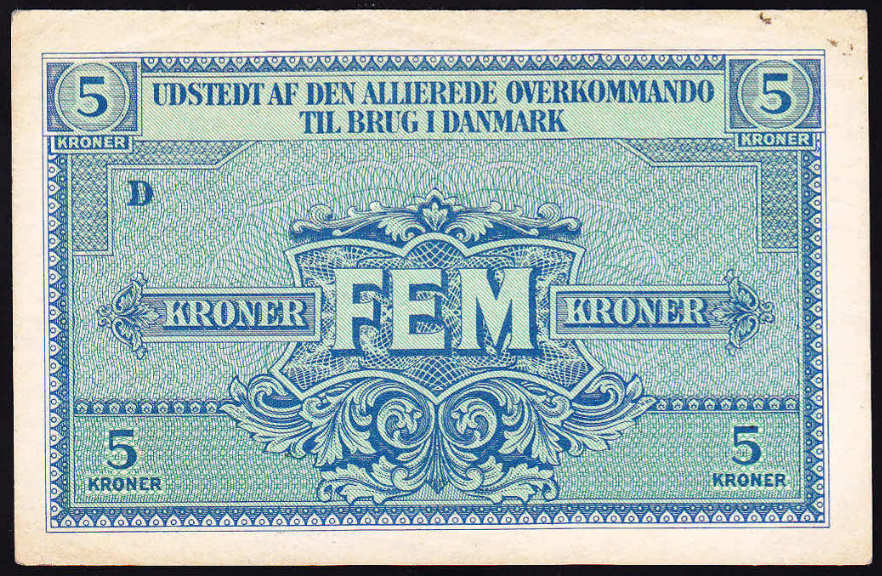 5 UDSTEDT AF DEN ALLIEREDE OVERKOMMANDO 5
TIL BRUG I DANMARK
KRONER KRONER
D
FEM
KRONER KRONER
5 5
KRONER KRONER